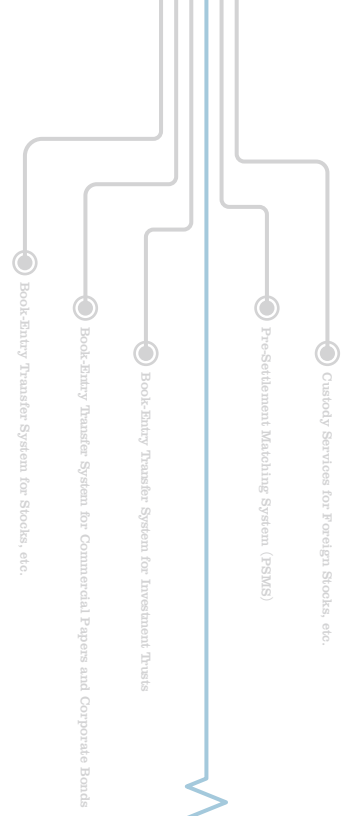 Book-Entry Transfer System for Stocks, etc.
Book-Entry Transfer System for Commercial Papers and Corporate Bonds
Book-Entry Transfer System for Investment Trusts
Pre-Settlement Matching System (PSMS)
Custody Services for Foreign Stocks, etc.